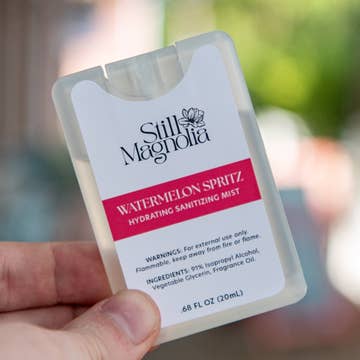 Still
Magnolia
WATERMELON SPRITZ
HYDRATING SANITIZING MIST
WARNINGS: For external use only.
Flammable, keep away from fire or flame.
INGREDIENTS: 91% Isopropyl Alcohol,
Vegetable Glycerin, Fragrance Oil.
.68 FL OZ (20mL)